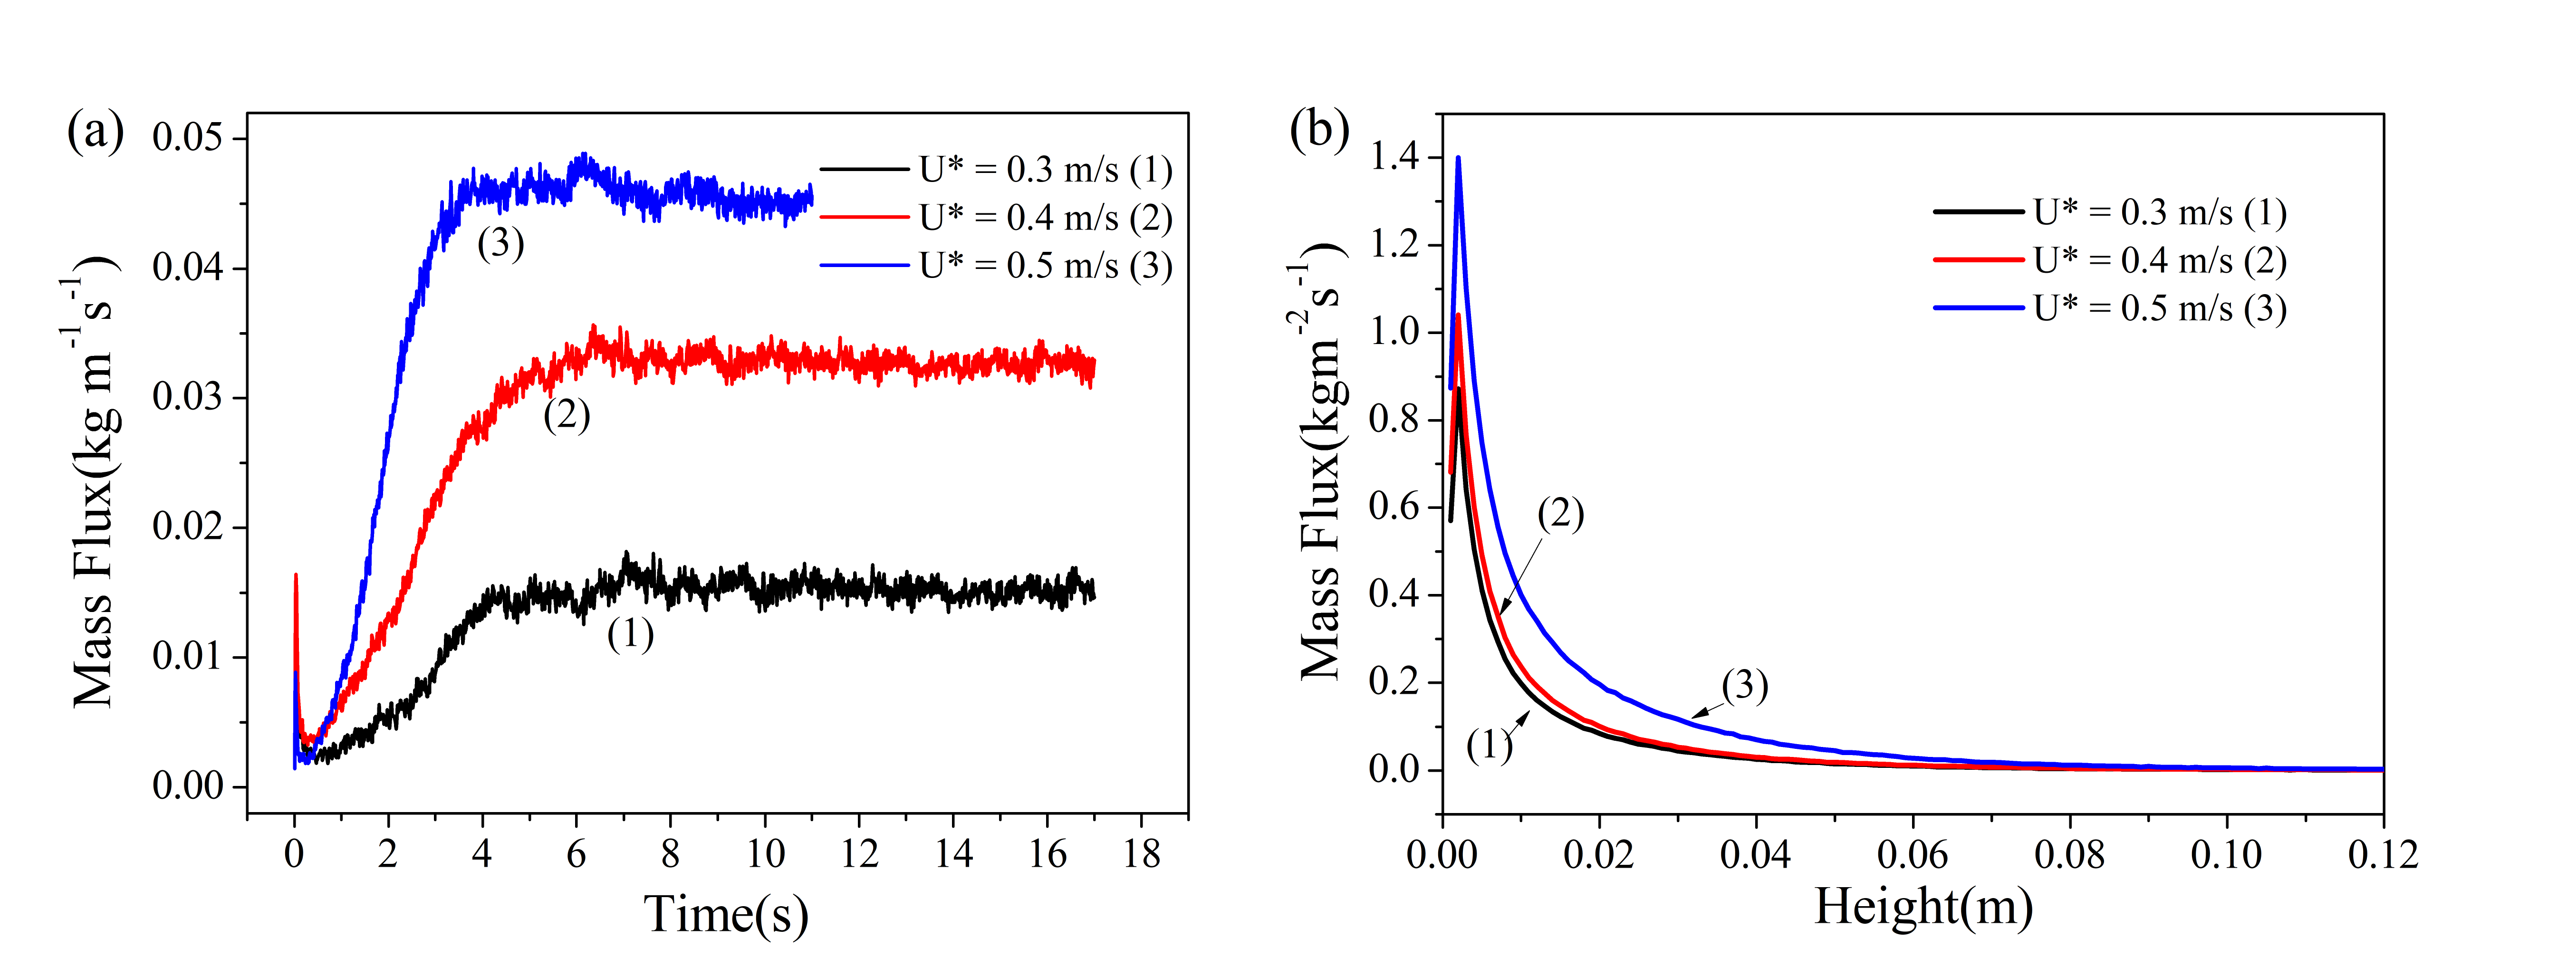 (a)
0.05
0.04
0.03
0.02
0.01
0.00
Mass Flux(kg m⁻¹s⁻¹)
U* = 0.3 m/s (1)
U* = 0.4 m/s (2)
U* = 0.5 m/s (3)
(3)
(2)
(1)
0 2 4 6 8 10 12 14 16 18
Time(s)
(b)
1.4
1.2
1.0
0.8
0.6
0.4
0.2
0.0
Mass Flux(kgm⁻²s⁻¹)
U* = 0.3 m/s (1)
U* = 0.4 m/s (2)
U* = 0.5 m/s (3)
(2)
(3)
(1)
0.00 0.02 0.04 0.06 0.08 0.10 0.12
Height(m)